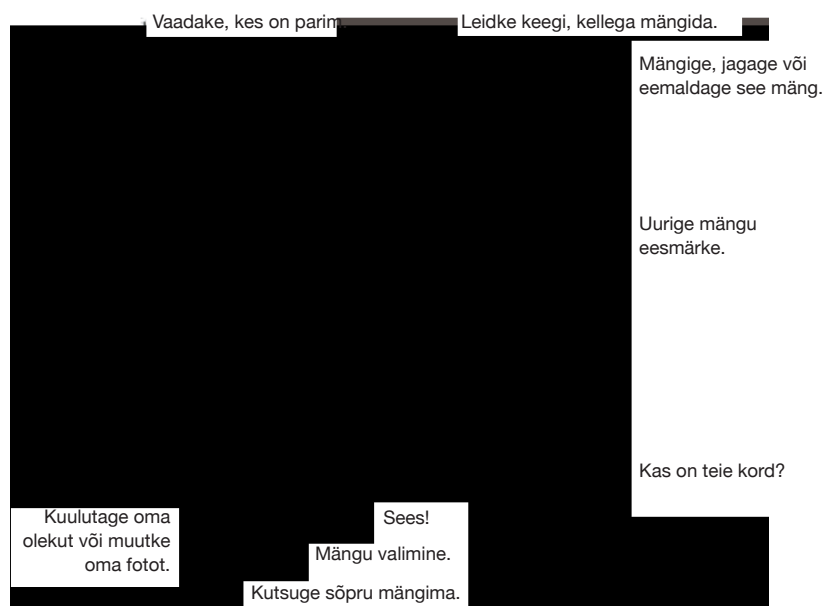 Vaadake, kes on parim.
Leidke keegi, kellega mängida.
Mängige, jagage või
eemaldage see mäng.
Uurige mängu
eesmärke.
Kas on teie kord?
Kuulutage oma
olekut või muutke
oma fotot.
Sees!
Mängu valimine.
Kutsuge sõpru mängima.